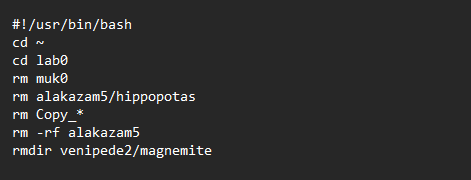 #!/usr/bin/bash
cd ~
cd lab0
rm muk0
rm alakazam5/hippopotas
rm Copy_*
rm -rf alakazam5
rmdir venipede2/magnemite